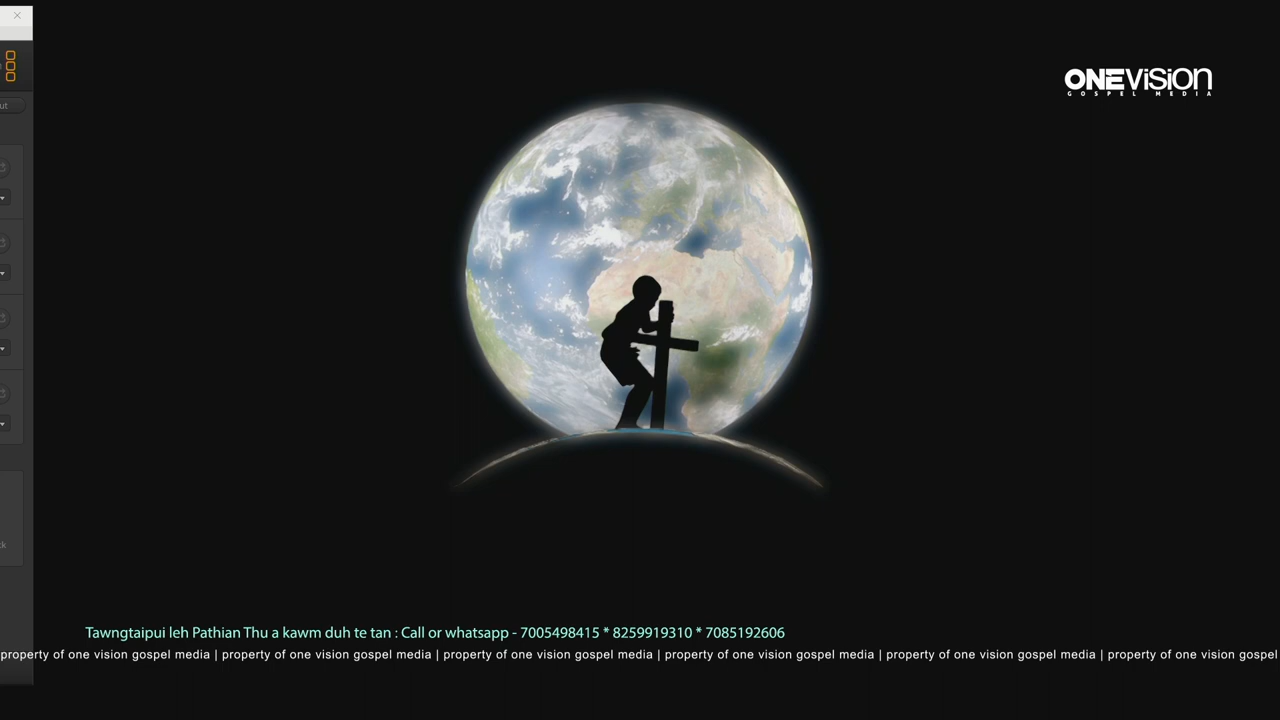 ONEVISION
GOSPEL MEDIA
ut
ck
Tawngtaipui leh Pathian Thu a kawm duh te tan : Call or whatsapp - 7005498415 * 8259919310 * 7085192606
property of one vision gospel media | property of one vision gospel media | property of one vision gospel media | property of one vision gospel media | property of one vision gospel media | property of one vision gospel